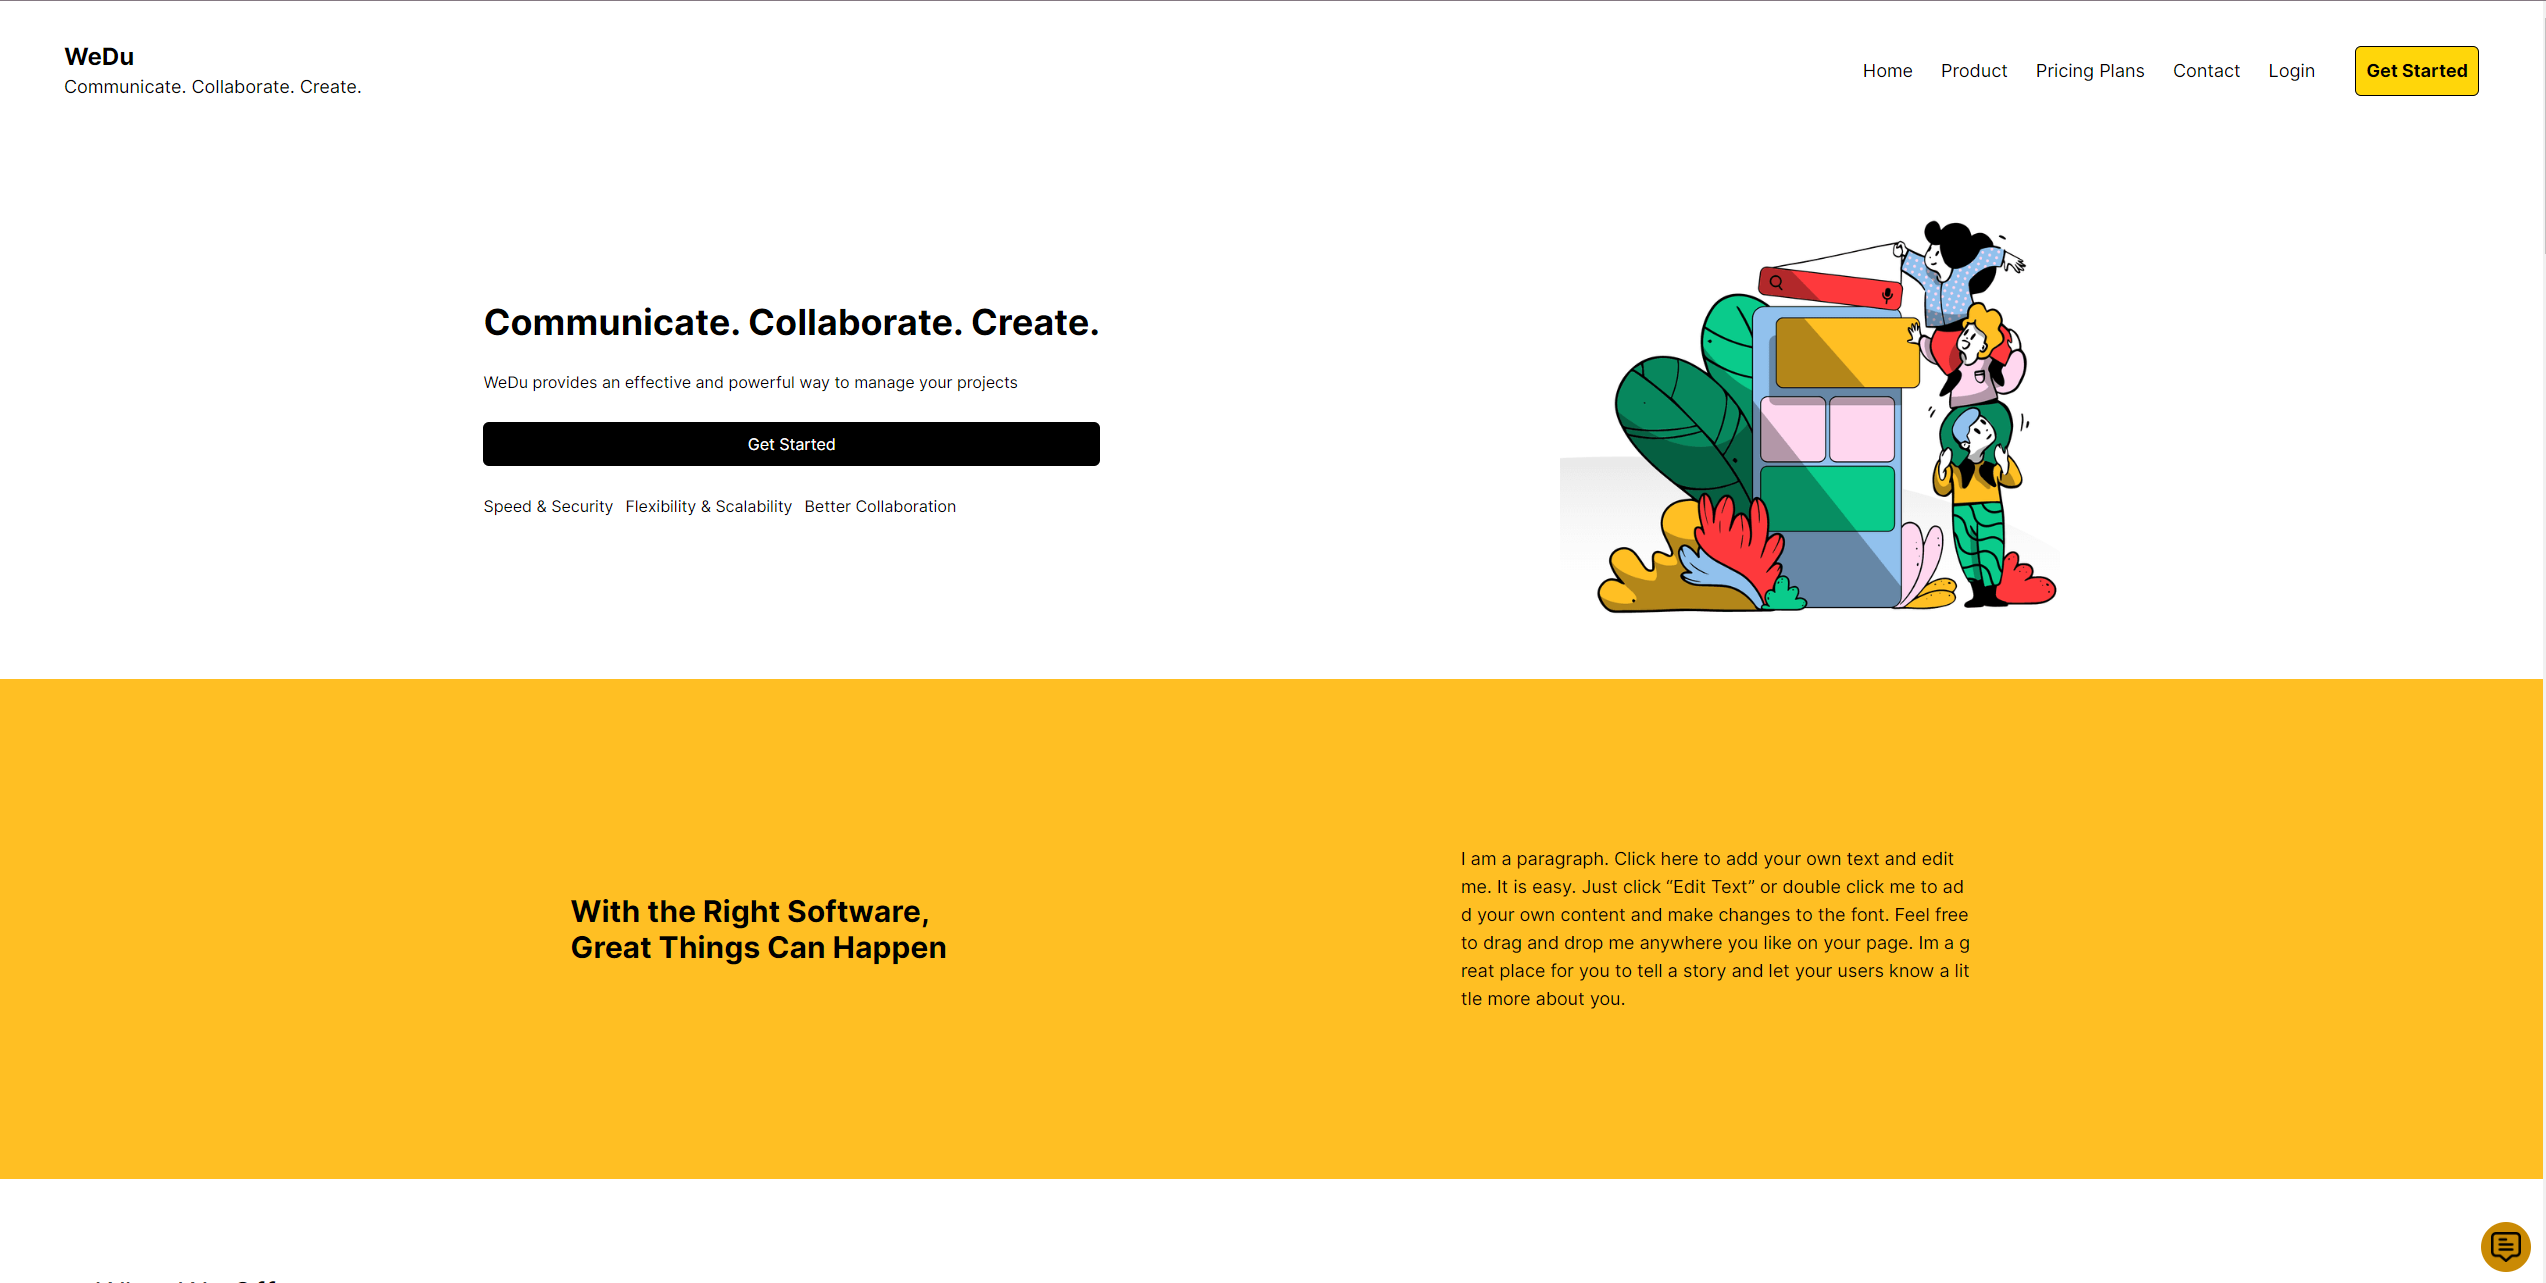 WeDu
Communicate. Collaborate. Create.
Home Product Pricing Plans Contact Login Get Started
Communicate. Collaborate. Create.
WeDu provides an effective and powerful way to manage your projects
Get Started
Speed & Security Flexibility & Scalability Better Collaboration
With the Right Software,
Great Things Can Happen
I am a paragraph. Click here to add your own text and edit
me. It is easy. Just click “Edit Text” or double click me to ad
d your own content and make changes to the font. Feel free
to drag and drop me anywhere you like on your page. Im a g
reat place for you to tell a story and let your users know a lit
tle more about you.